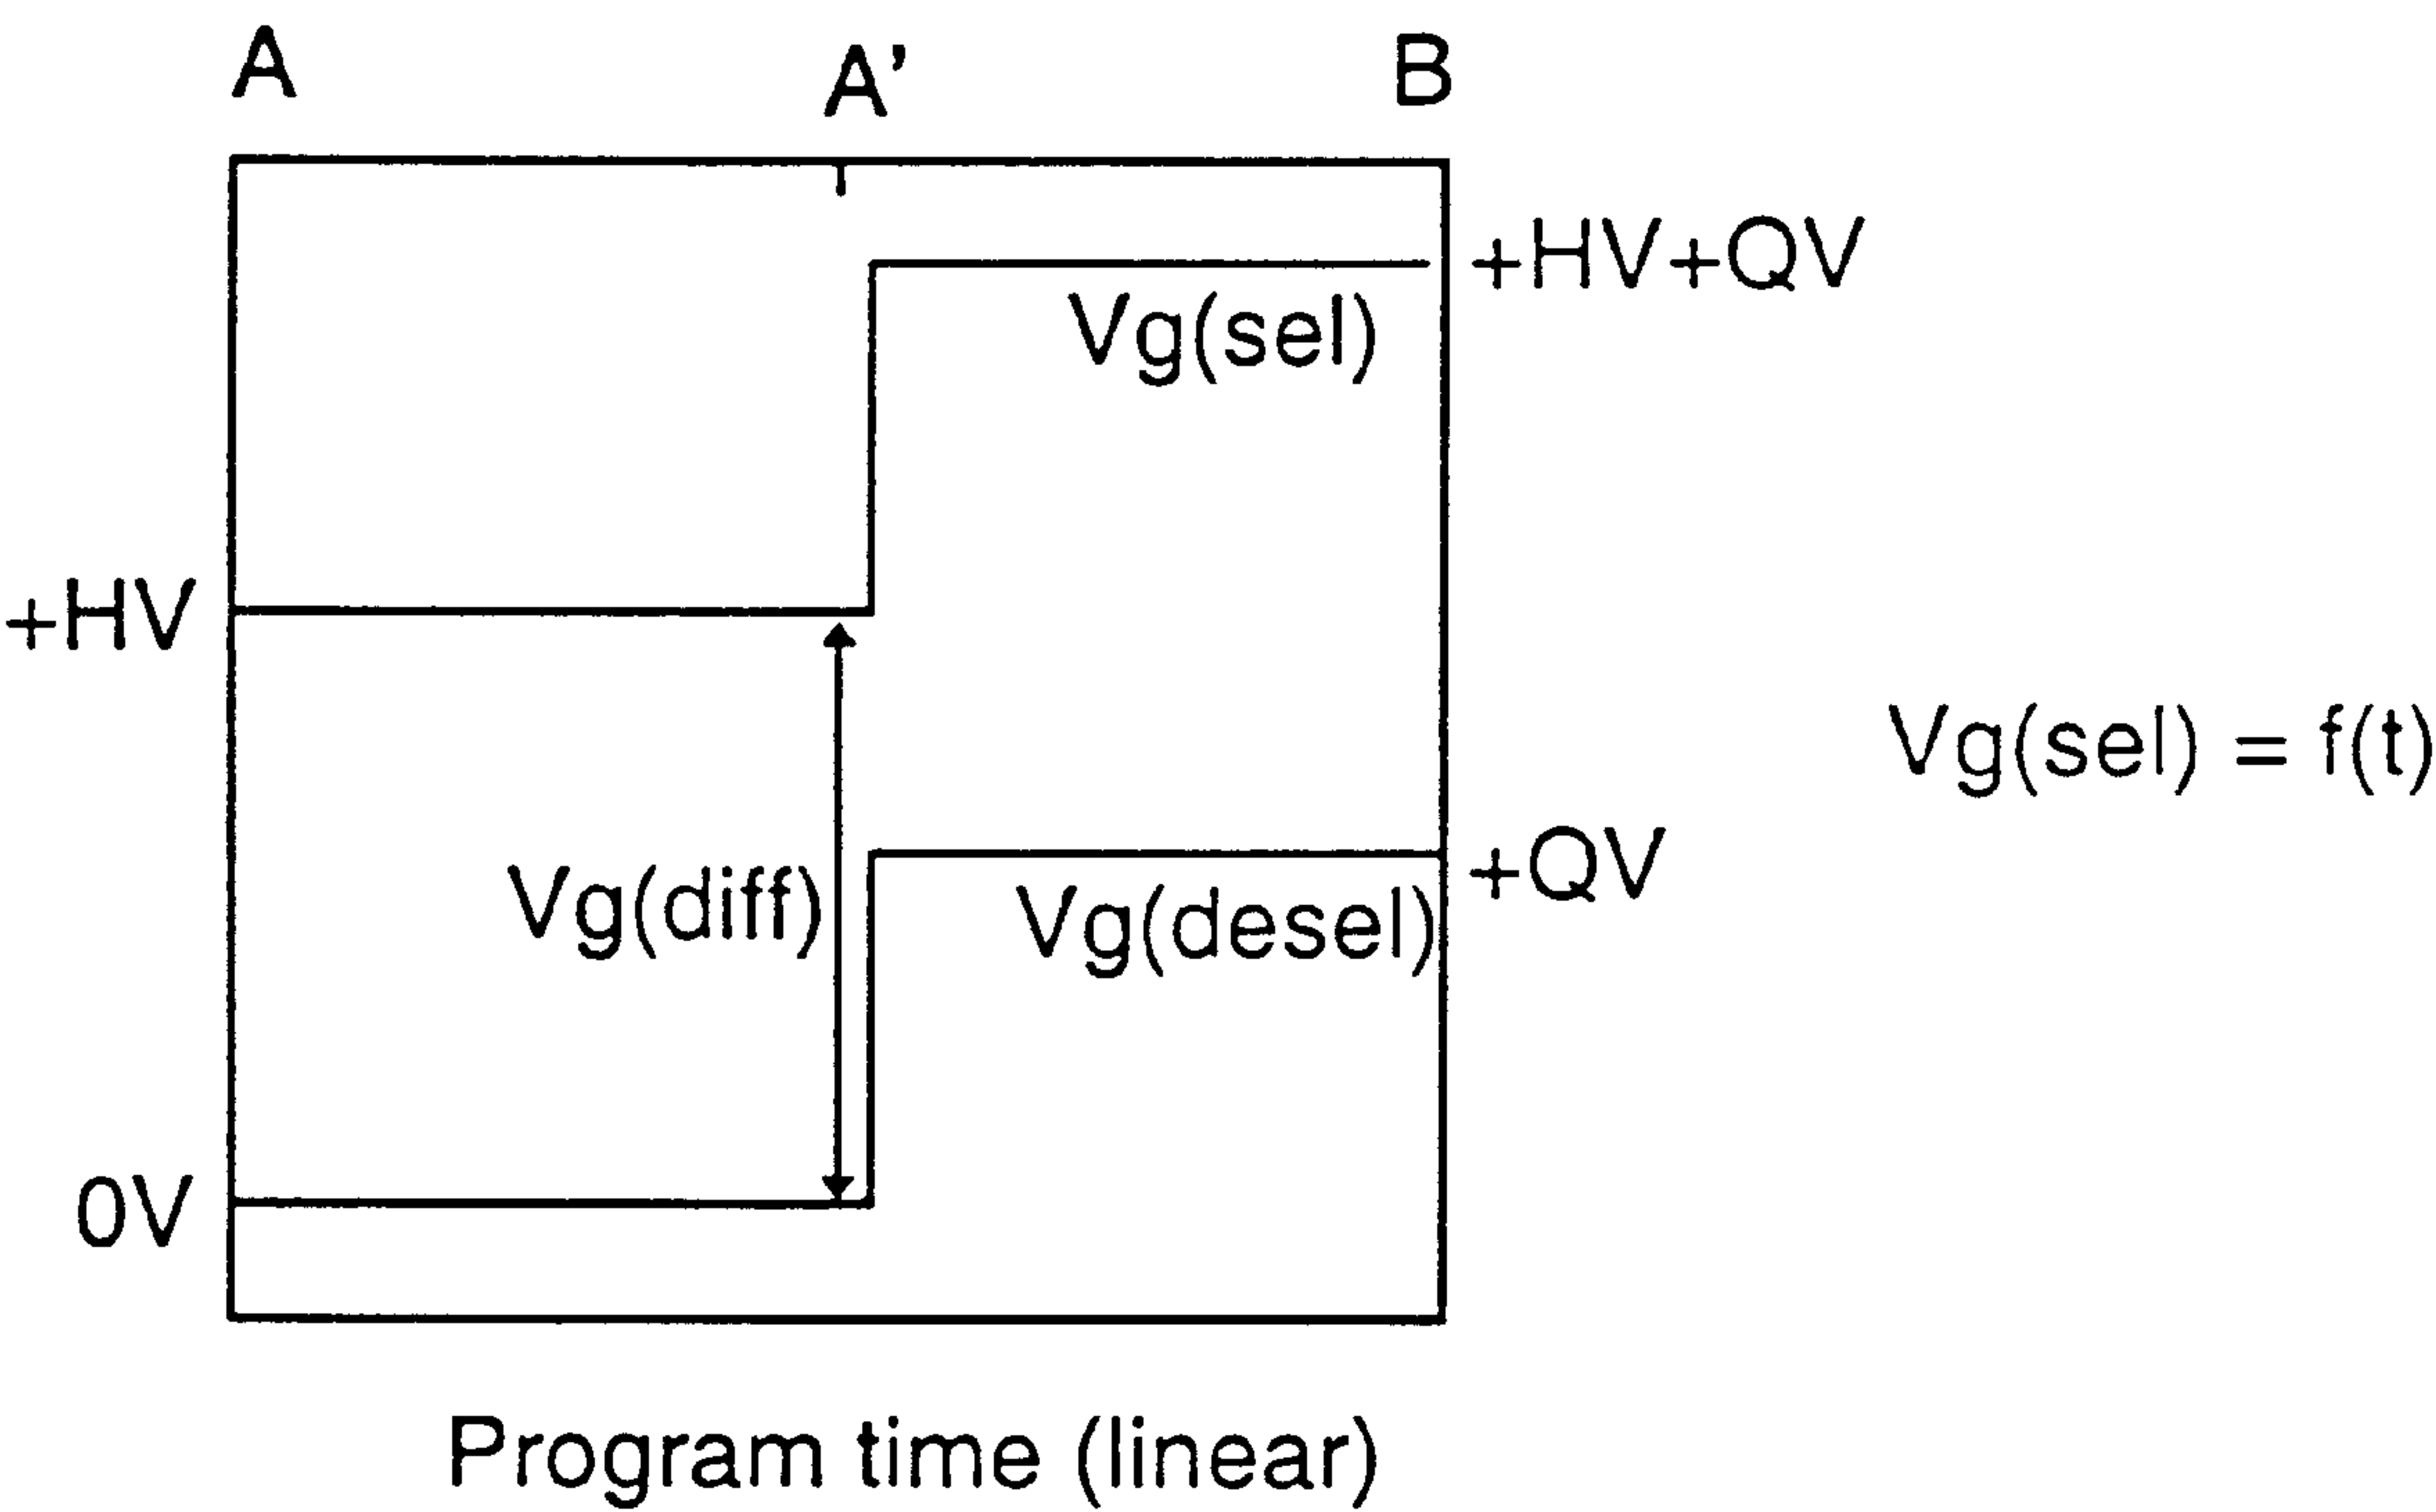 A
A’
B
+HV+QV
Vg(sel)
+HV
Vg(sel) = f(t)
+QV
Vg(diff)
Vg(desel)
0V
Program time (linear)